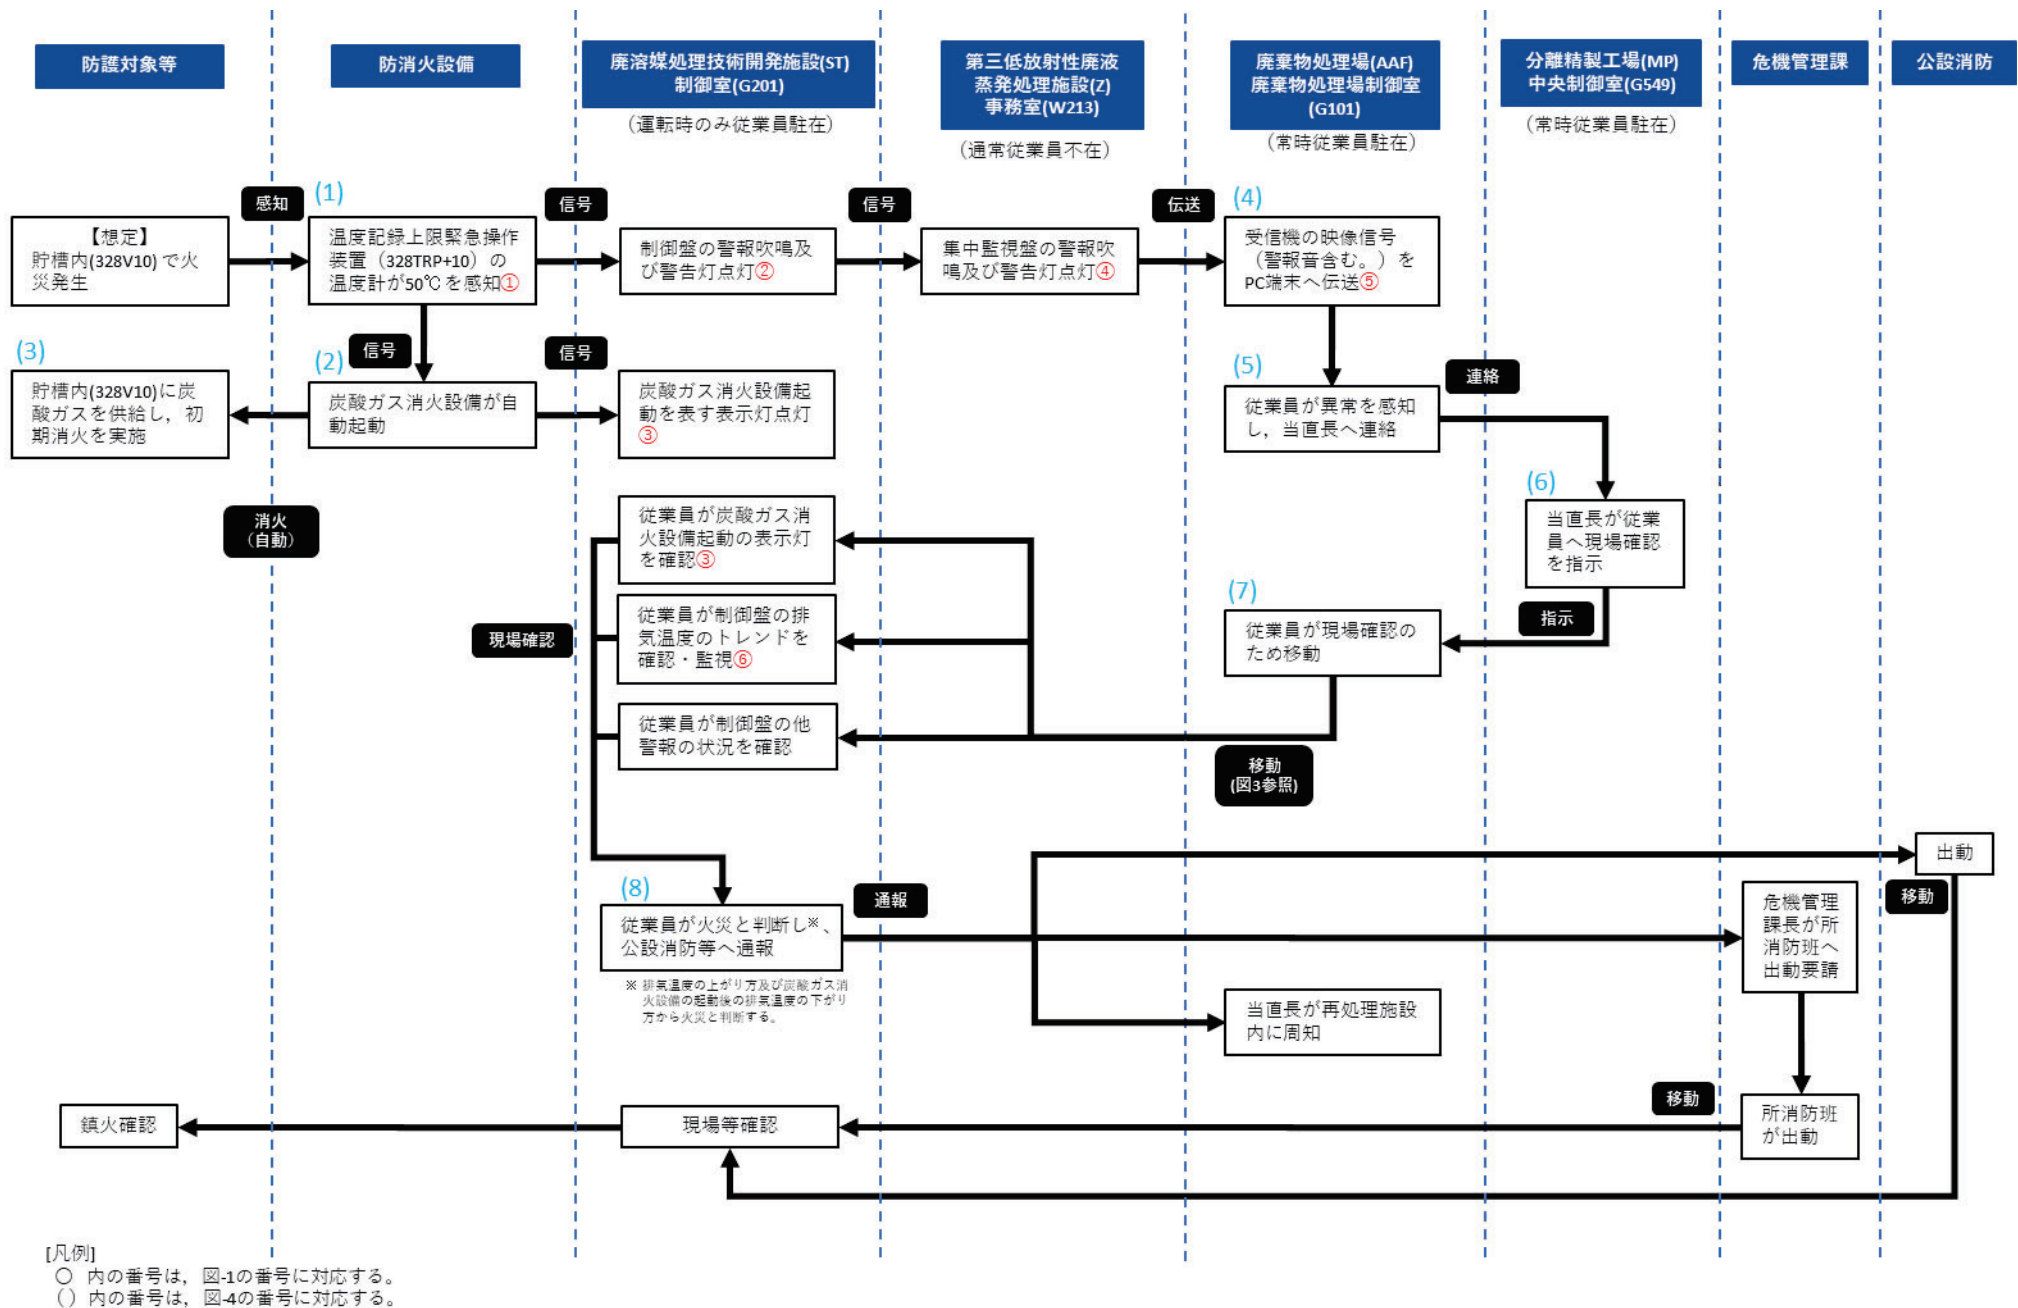 防護対象等
防消火設備
廃溶媒処理技術開発施設(ST)
制御室(G201)
(運転時のみ従業員駐在)
第三低放射性廃液
蒸発処理施設(Z)
事務室(W213)
(通常従業員不在)
廃棄物処理場(AAF)
廃棄物処理場制御室
(G101)
(常時従業員駐在)
分離精製工場(MP)
中央制御室(G549)
(常時従業員駐在)
危機管理課
公設消防
感知
(1)
信号
信号
伝送
(4)
【想定】
貯槽内(328V10)で火
災発生
温度記録上限緊急操作
装置（328TRP+10）の
温度計が50℃を感知①
制御盤の警報吹鳴及
び警告灯点灯②
集中監視盤の警報吹
鳴及び警告灯点灯④
受信機の映像信号
（警報音含む。）を
PC端末へ伝送⑤
(3)
信号
(2)
信号
(5)
連絡
貯槽内(328V10)に炭
酸ガスを供給し，初
期消火を実施
炭酸ガス消火設備が自
動起動
炭酸ガス消火設備起
動を表す表示灯点灯
③
従業員が異常を感知
し，当直長へ連絡
(6)
消火
（自動）
従業員が炭酸ガス消
火設備起動の表示灯
を確認③
当直長が従業
員へ現場確認
を指示
現場確認
従業員が制御盤の排
気温度のトレンドを
確認・監視⑥
(7)
指示
従業員が現場確認の
ため移動
従業員が制御盤の他
警報の状況を確認
移動
(図3参照)
出動
(8)
通報
移動
従業員が火災と判断し※、
公設消防等へ通報
※ 排気温度の上がり方及び炭酸ガス消
火設備の起動後の排気温度の下がり
方から火災と判断する。
危機管理
課長が所
消防班へ
出動要請
当直長が再処理施設
内に周知
移動
鎮火確認
現場等確認
所消防班
が出動
[凡例]
〇 内の番号は，図-1の番号に対応する。
( ) 内の番号は，図-4の番号に対応する。